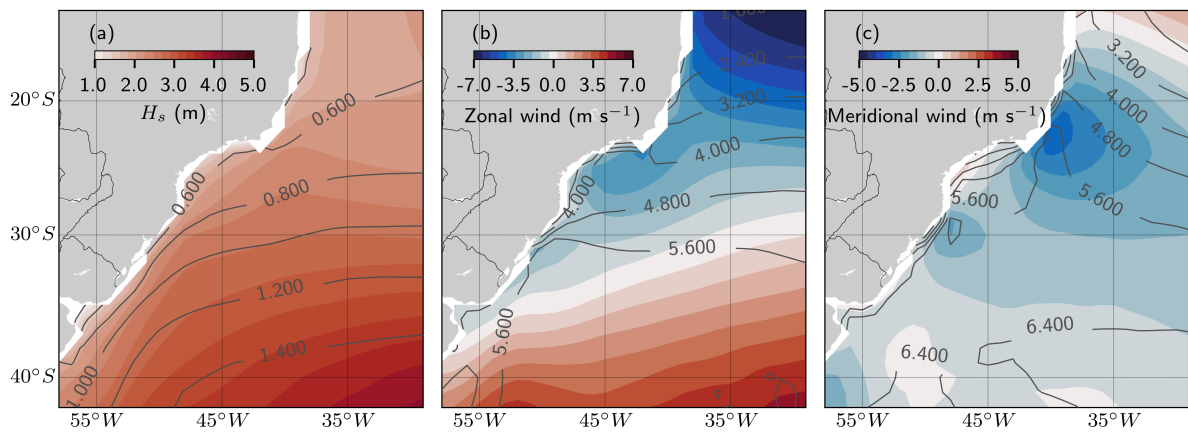 (a)
1.0 2.0 3.0 4.0 5.0
H_s (m)
0.600
0.600
0.800
1.200
1.400
1.000
20°S
30°S
40°S
55°W 45°W 35°W
(b)
-7.0 -3.5 0.0 3.5 7.0
Zonal wind (m s⁻¹)
2.400
3.200
4.000
4.000
4.800
5.600
5.600
55°W 45°W 35°W
(c)
-5.0 -2.5 0.0 2.5 5.0
Meridional wind (m s⁻¹)
3.200
4.000
4.800
5.600
5.600
6.400
6.400
55°W 45°W 35°W